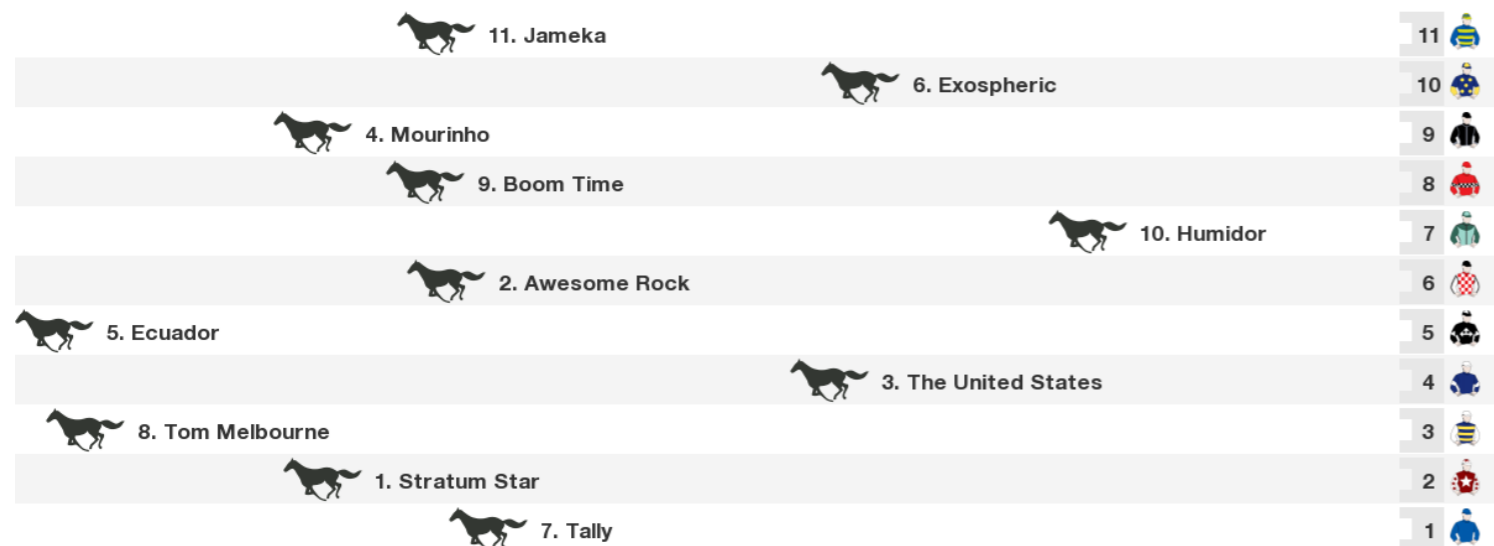 11. Jameka 11
6. Exospheric 10
4. Mourinho 9
9. Boom Time 8
10. Humidor 7
2. Awesome Rock 6
5. Ecuador 5
3. The United States 4
8. Tom Melbourne 3
1. Stratum Star 2
7. Tally 1